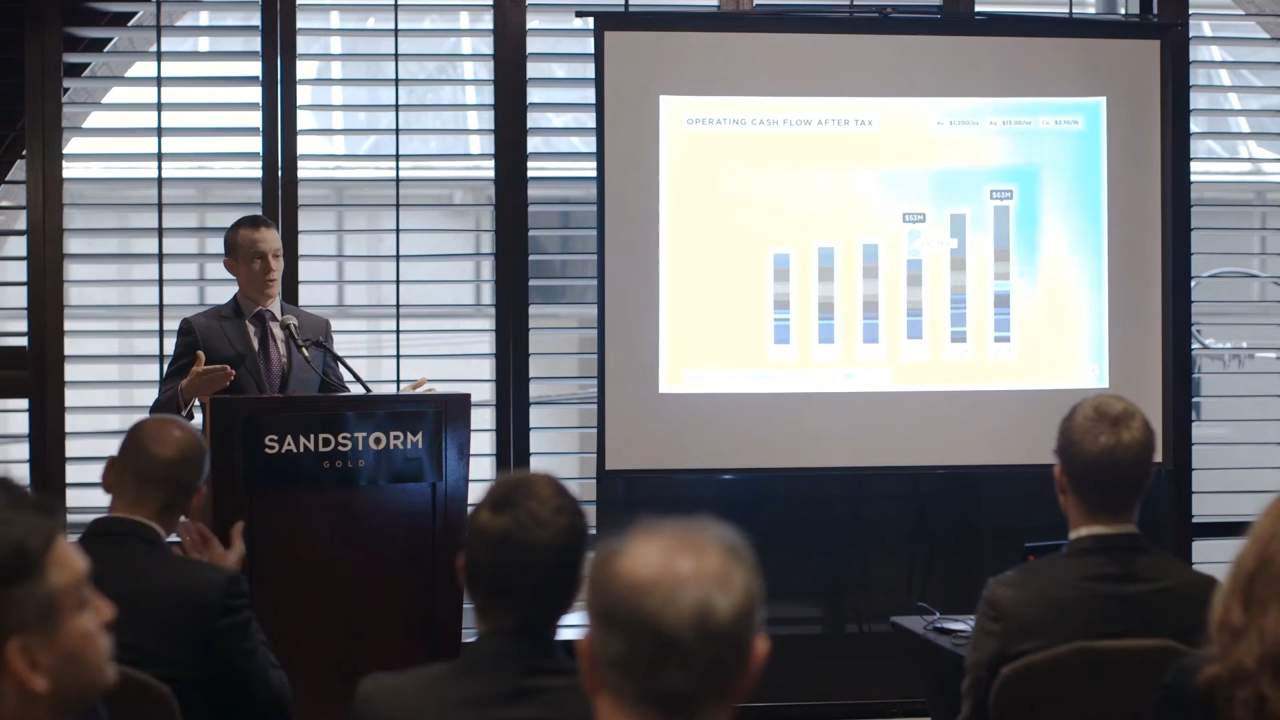 OPERATING CASH FLOW AFTER TAX
Au $1,200/oz Ag $15.00/oz Cu $2.10/lb
$63M
$53M
SANDSTORM
GOLD